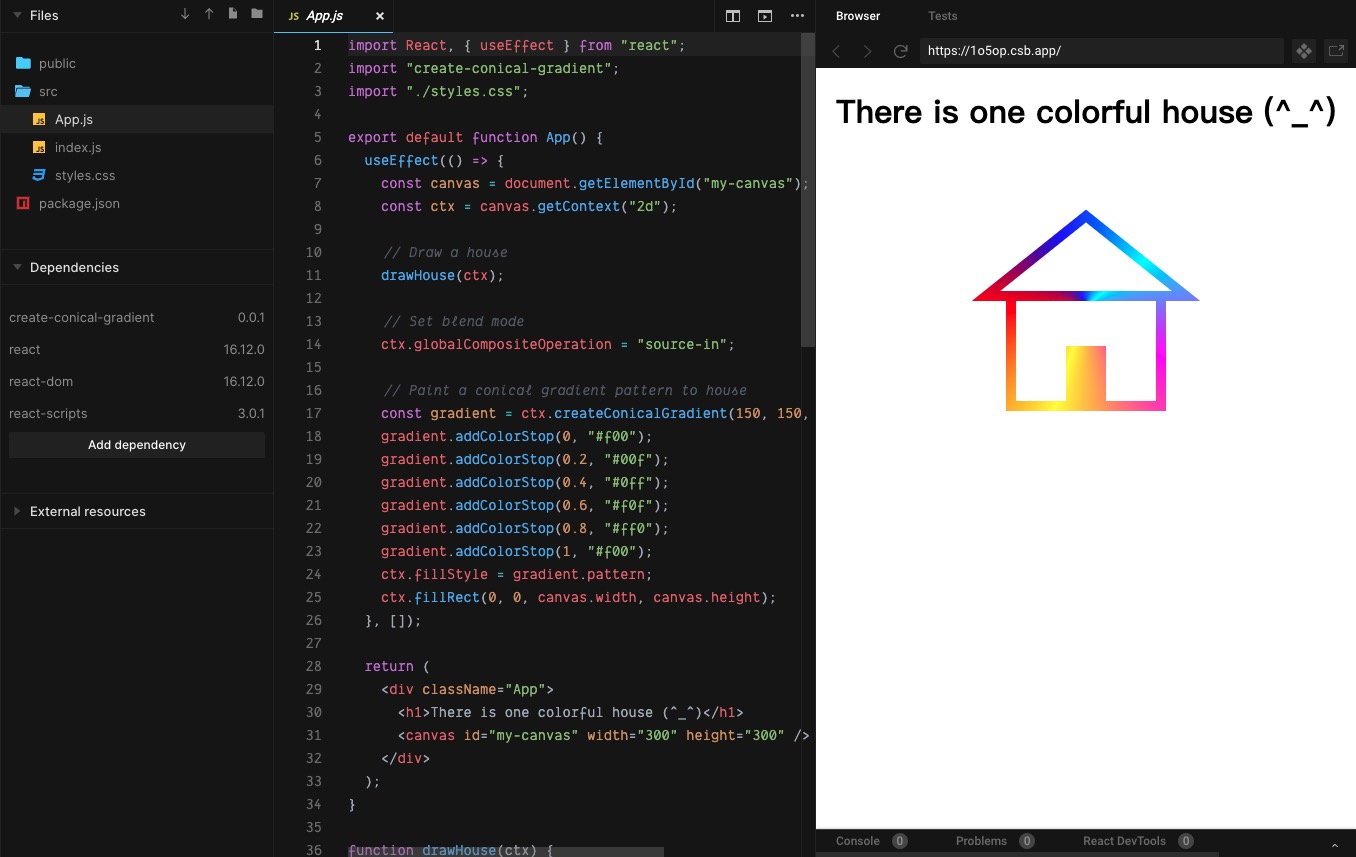 Files
public
src
App.js
index.js
styles.css
package.json
Dependencies
create-conical-gradient 0.0.1
react 16.12.0
react-dom 16.12.0
react-scripts 3.0.1
Add dependency
External resources
JS App.js ×
1 import React, { useEffect } from "react";
2 import "create-conical-gradient";
3 import "./styles.css";
4
5 export default function App() {
6 useEffect(() => {
7 const canvas = document.getElementById("my-canvas");
8 const ctx = canvas.getContext("2d");
9
10 // Draw a house
11 drawHouse(ctx);
12
13 // Set blend mode
14 ctx.globalCompositeOperation = "source-in";
15
16 // Paint a conical gradient pattern to house
17 const gradient = ctx.createConicalGradient(150, 150,
18 gradient.addColorStop(0, "#f00");
19 gradient.addColorStop(0.2, "#00f");
20 gradient.addColorStop(0.4, "#0ff");
21 gradient.addColorStop(0.6, "#f0f");
22 gradient.addColorStop(0.8, "#ff0");
23 gradient.addColorStop(1, "#f00");
24 ctx.fillStyle = gradient.pattern;
25 ctx.fillRect(0, 0, canvas.width, canvas.height);
26 }, []);
27
28 return (
29 <div className="App">
30 <h1>There is one colorful house (^_^)</h1>
31 <canvas id="my-canvas" width="300" height="300" />
32 </div>
33 );
34 }
35
36 function drawHouse(ctx) {
Browser Tests
https://1o5op.csb.app/
There is one colorful house (^_^)
Console 0 Problems 0 React DevTools 0